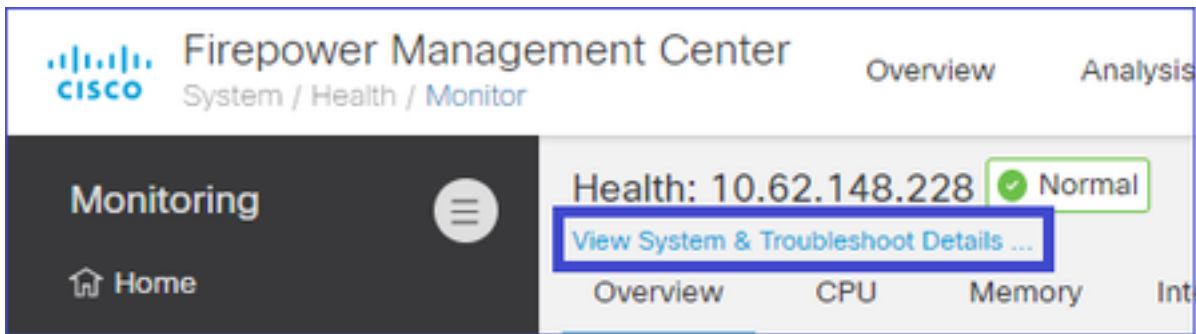 CISCO
Firepower Management Center
System / Health / Monitor
Overview
Analysis
Monitoring
Home
Health: 10.62.148.228 Normal
View System & Troubleshoot Details ...
Overview CPU Memory Int